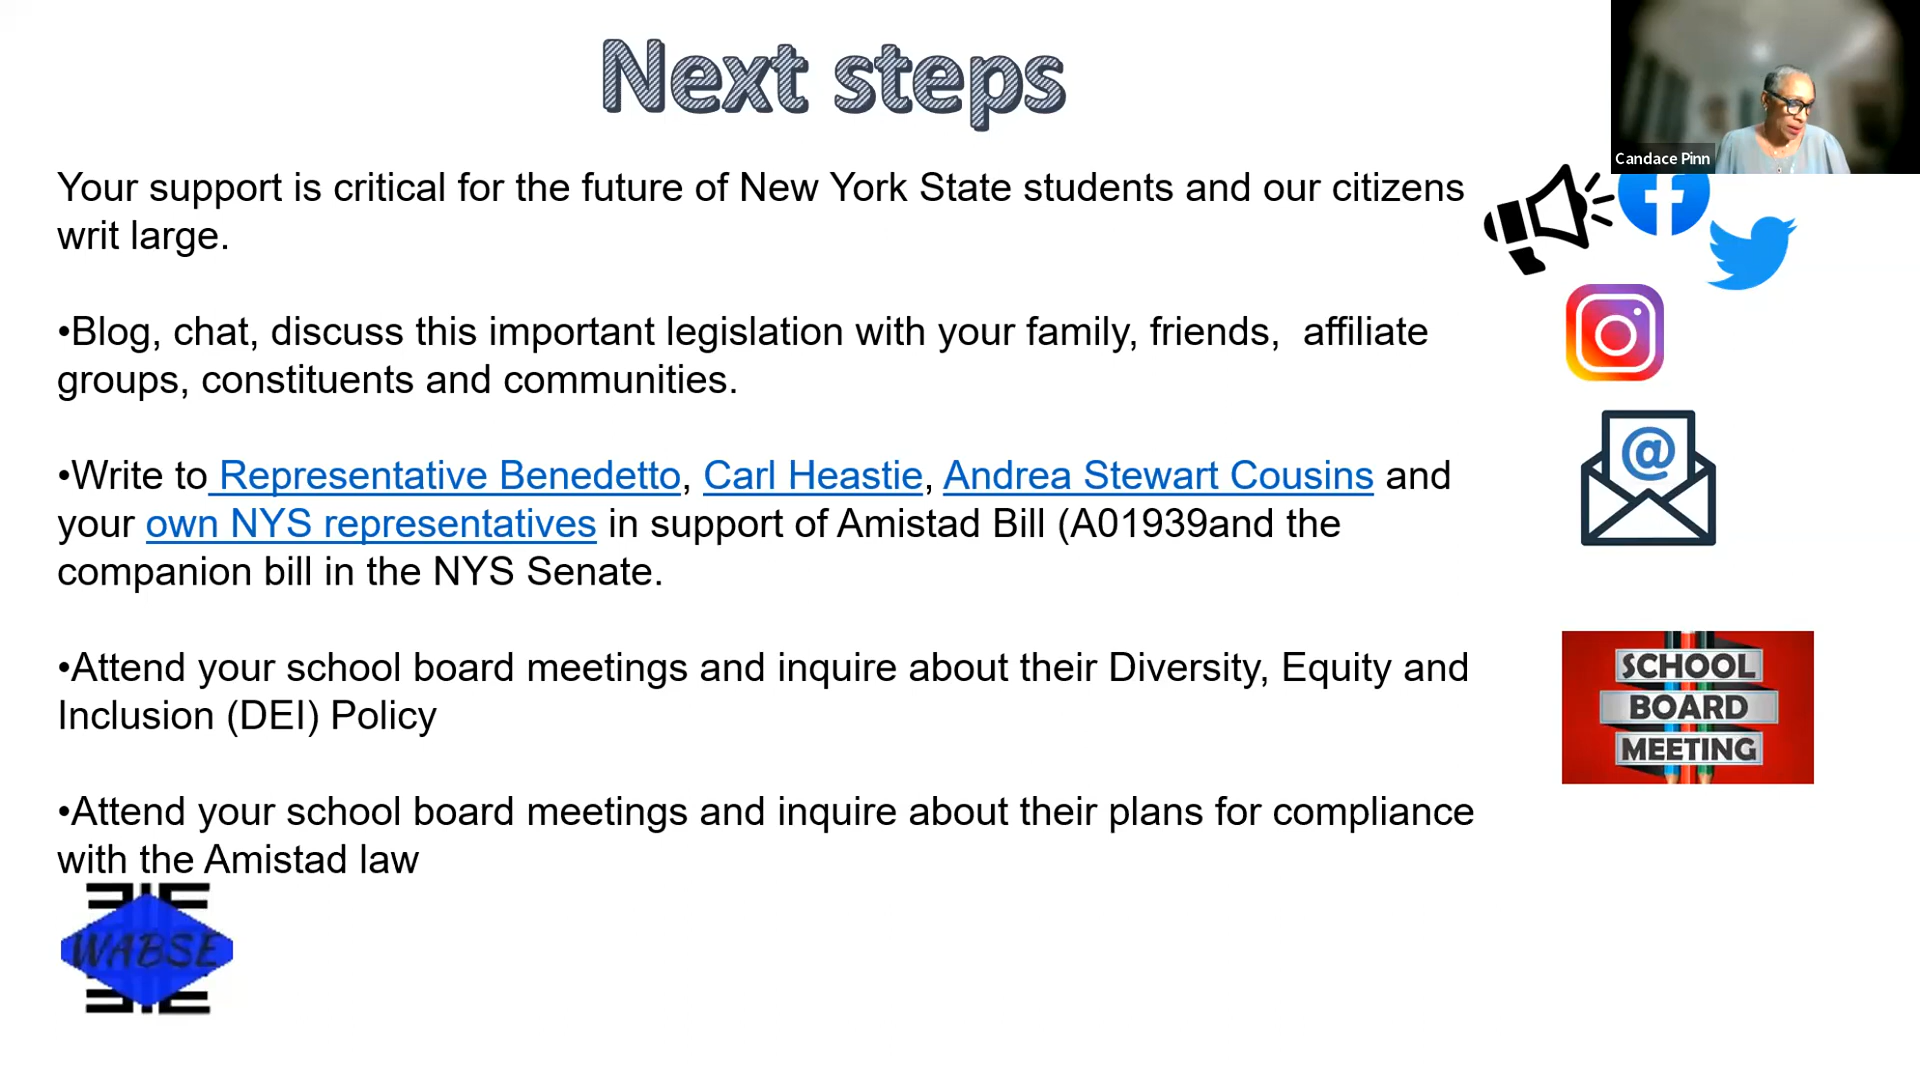 Next steps
Candace Pinn
Your support is critical for the future of New York State students and our citizens
writ large.
•Blog, chat, discuss this important legislation with your family, friends,  affiliate
groups, constituents and communities.
•Write to Representative Benedetto, Carl Heastie, Andrea Stewart Cousins and
your own NYS representatives in support of Amistad Bill (A01939and the
companion bill in the NYS Senate.
•Attend your school board meetings and inquire about their Diversity, Equity and
Inclusion (DEI) Policy
SCHOOL
BOARD
MEETING
•Attend your school board meetings and inquire about their plans for compliance
with the Amistad law
WABSE